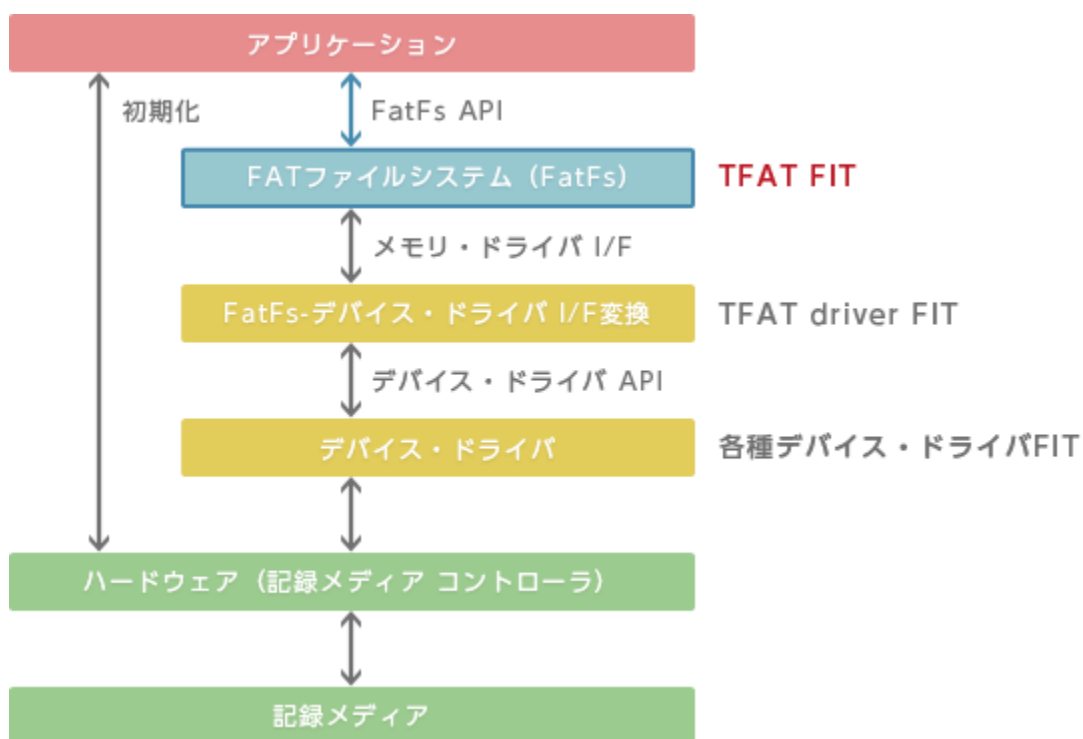 アプリケーション
初期化
FatFs API
FATファイルシステム（FatFs）
TFAT FIT
メモリ・ドライバ I/F
FatFs-デバイス・ドライバ I/F変換
TFAT driver FIT
デバイス・ドライバ API
デバイス・ドライバ
各種デバイス・ドライバFIT
ハードウェア（記録メディア コントローラ）
記録メディア